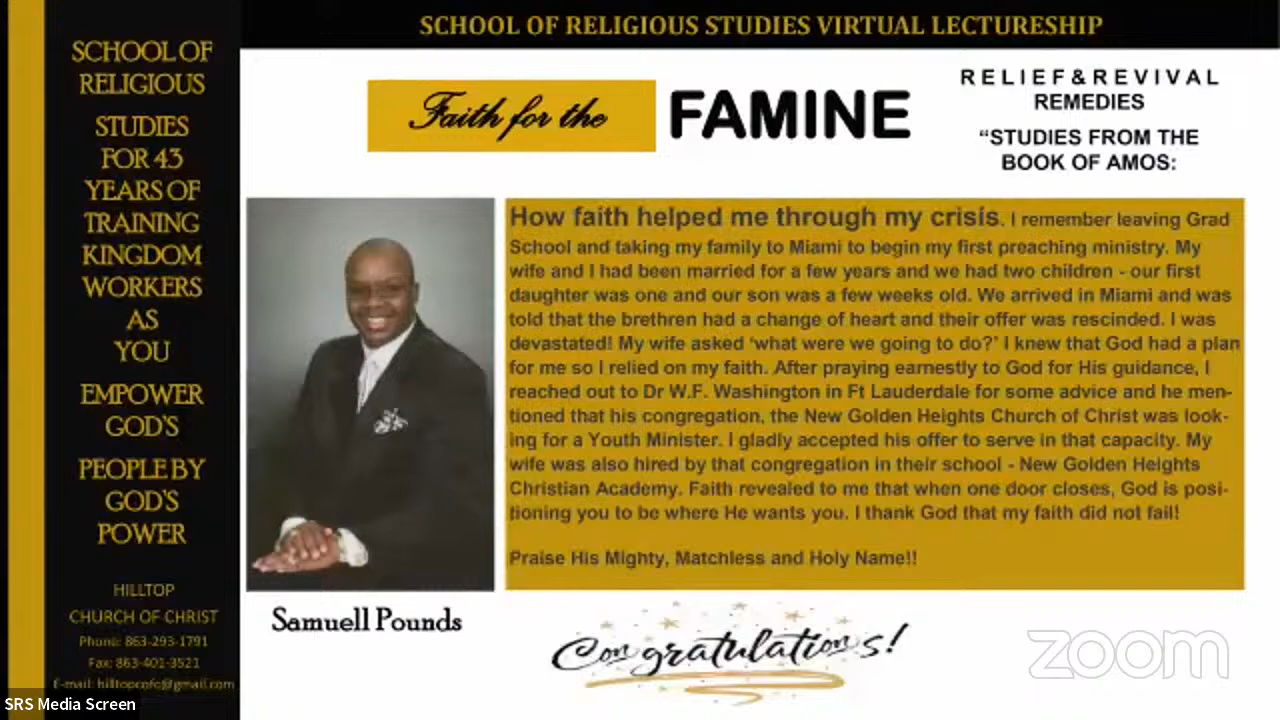 SCHOOL OF RELIGIOUS STUDIES VIRTUAL LECTURESHIP
SCHOOL OF
RELIGIOUS
STUDIES
FOR 43
YEARS OF
TRAINING
KINGDOM
WORKERS
AS
YOU
EMPOWER
GOD'S
PEOPLE BY
GOD'S
POWER
HILLTOP
CHURCH OF CHRIST
Phone: 863-293-1791
Fax: 863-401-3521
E-mail: hilltopcofc@gmail.com
SRS Media Screen
Faith for the FAMINE
RELIEF&REVIVAL
REMEDIES
“STUDIES FROM THE
BOOK OF AMOS:
How faith helped me through my crisis. I remember leaving Grad
School and taking my family to Miami to begin my first preaching ministry. My
wife and I had been married for a few years and we had two children - our first
daughter was one and our son was a few weeks old. We arrived in Miami and was
told that the brethren had a change of heart and their offer was rescinded. I was
devastated! My wife asked ‘what were we going to do?’ I knew that God had a plan
for me so I relied on my faith. After praying earnestly to God for His guidance, I
reached out to Dr W.F. Washington in Ft Lauderdale for some advice and he men-
tioned that his congregation, the New Golden Heights Church of Christ was look-
ing for a Youth Minister. I gladly accepted his offer to serve in that capacity. My
wife was also hired by that congregation in their school - New Golden Heights
Christian Academy. Faith revealed to me that when one door closes, God is posi-
tioning you to be where He wants you. I thank God that my faith did not fail!
Praise His Mighty, Matchless and Holy Name!!
Samuell Pounds
Congratulations!
zoom